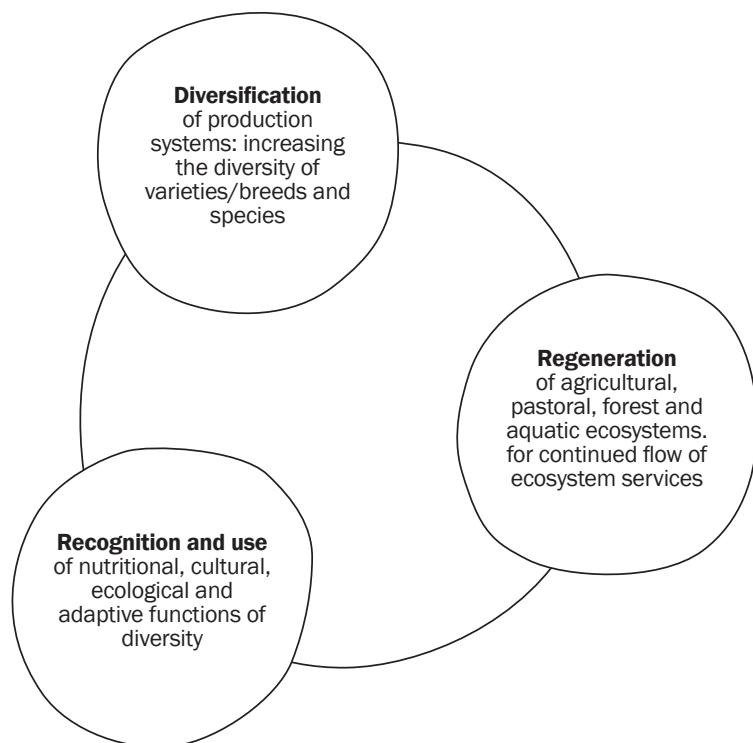 Diversification
of production
systems: increasing
the diversity of
varieties/breeds and
species
Regeneration
of agricultural,
pastoral, forest and
aquatic ecosystems.
for continued flow of
ecosystem services
Recognition and use
of nutritional, cultural,
ecological and
adaptive functions of
diversity